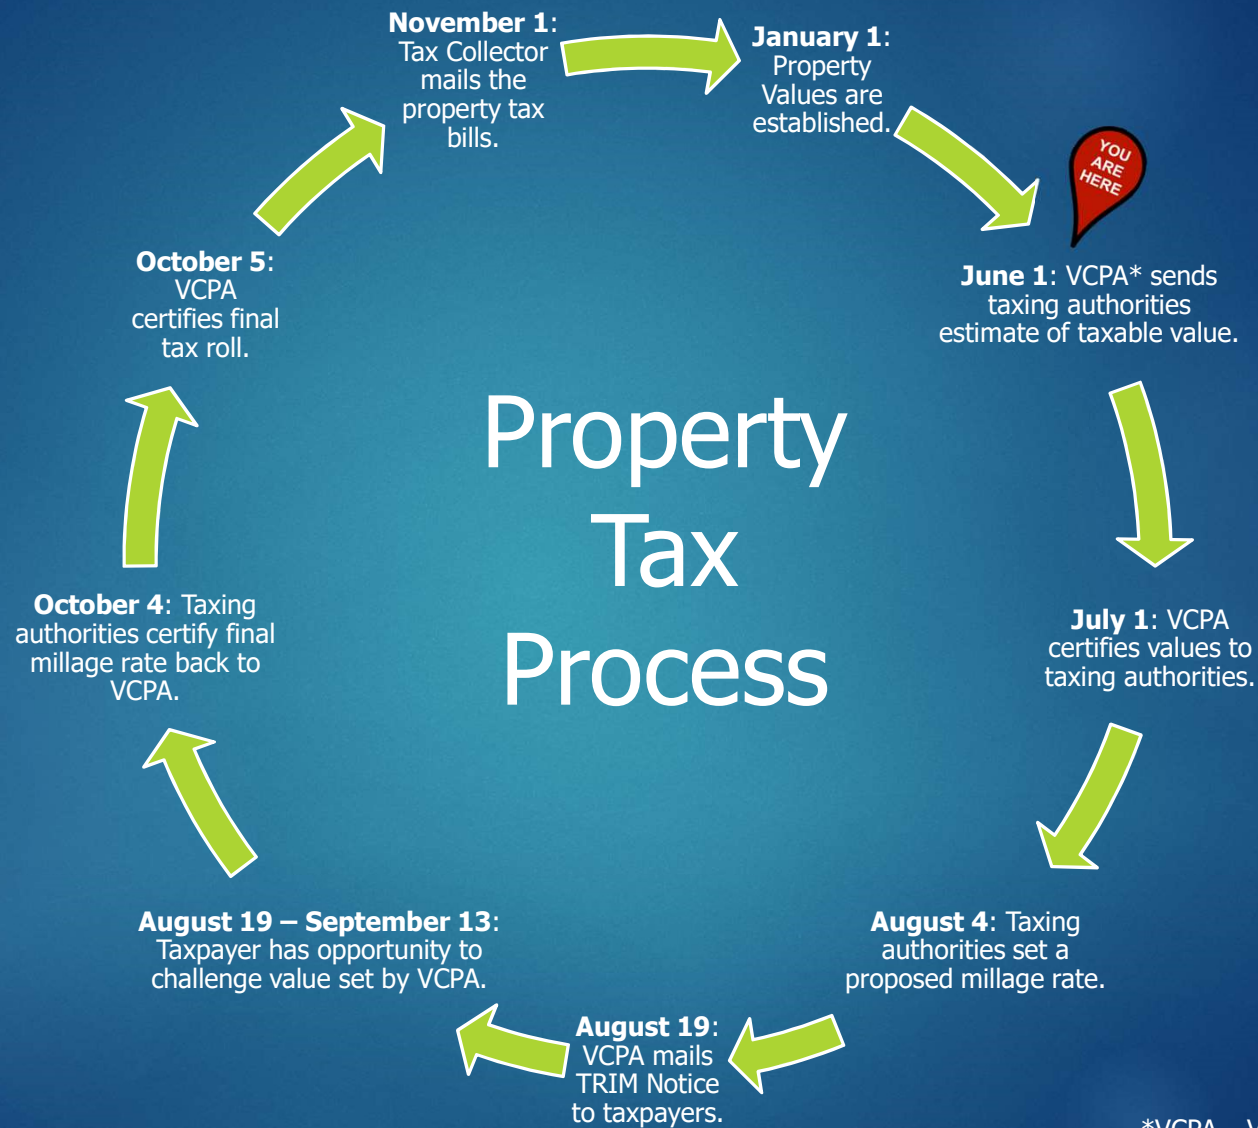 November 1:
Tax Collector
mails the
property tax
bills.
January 1:
Property
Values are
established.
YOU
ARE
HERE
June 1: VCPA* sends
taxing authorities
estimate of taxable value.
July 1: VCPA
certifies values to
taxing authorities.
August 4: Taxing
authorities set a
proposed millage rate.
August 19:
VCPA mails
TRIM Notice
to taxpayers.
August 19 – September 13:
Taxpayer has opportunity to
challenge value set by VCPA.
October 4: Taxing
authorities certify final
millage rate back to
VCPA.
October 5:
VCPA
certifies final
tax roll.
Property
Tax
Process
*VCPA